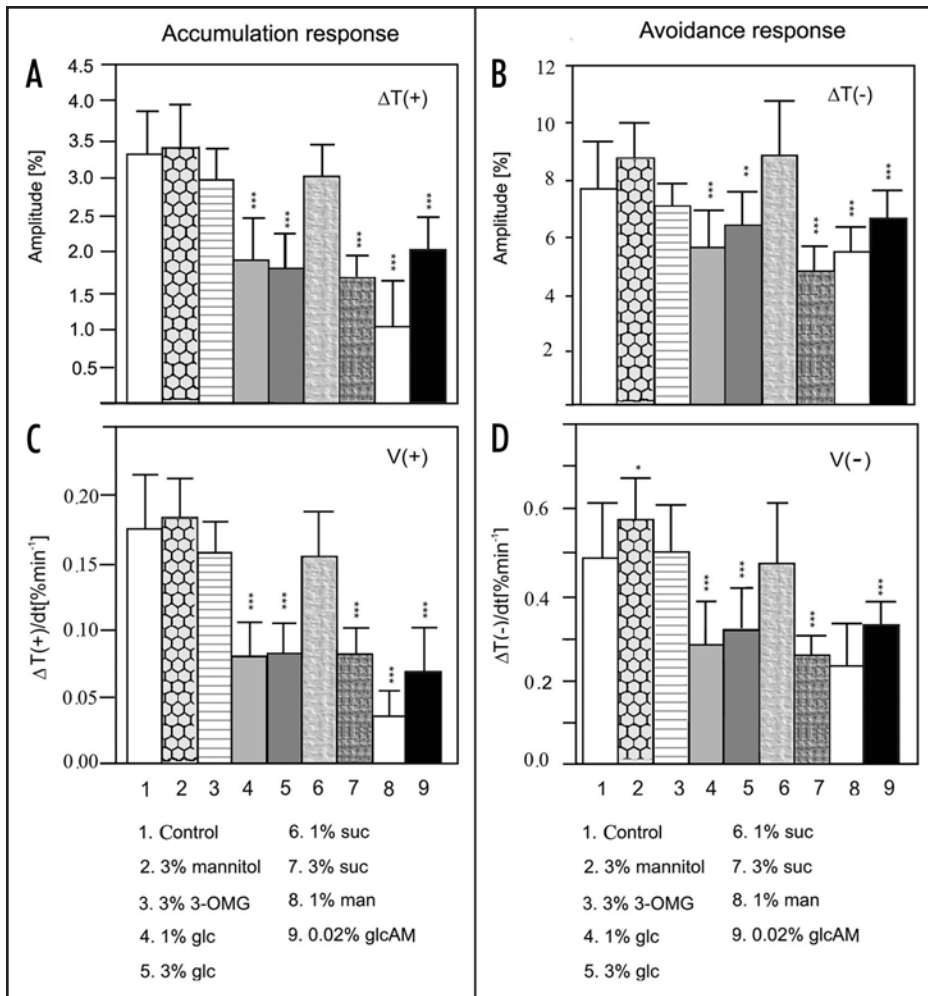 Accumulation response
A
ΔT(+)
Amplitude [%]
4.5
4.0
3.5
3.0
2.5
2.0
1.5
1.0
0.5
***
***
***
***
***
C
V(+)
ΔT(+)/dt[%min⁻¹]
0.20
0.15
0.10
0.05
0.00
***
***
***
***
***
1 2 3 4 5 6 7 8 9
1. Control
2. 3% mannitol
3. 3% 3-OMG
4. 1% glc
5. 3% glc
6. 1% suc
7. 3% suc
8. 1% man
9. 0.02% glcAM
Avoidance response
B
ΔT(-)
Amplitude [%]
12
10
8
6
4
2
***
**
***
***
***
D
V(-)
ΔT(-)/dt[%min⁻¹]
0.6
0.4
0.2
0.0
*
***
***
***
***
1 2 3 4 5 6 7 8 9
1. Control
2. 3% mannitol
3. 3% 3-OMG
4. 1% glc
5. 3% glc
6. 1% suc
7. 3% suc
8. 1% man
9. 0.02% glcAM